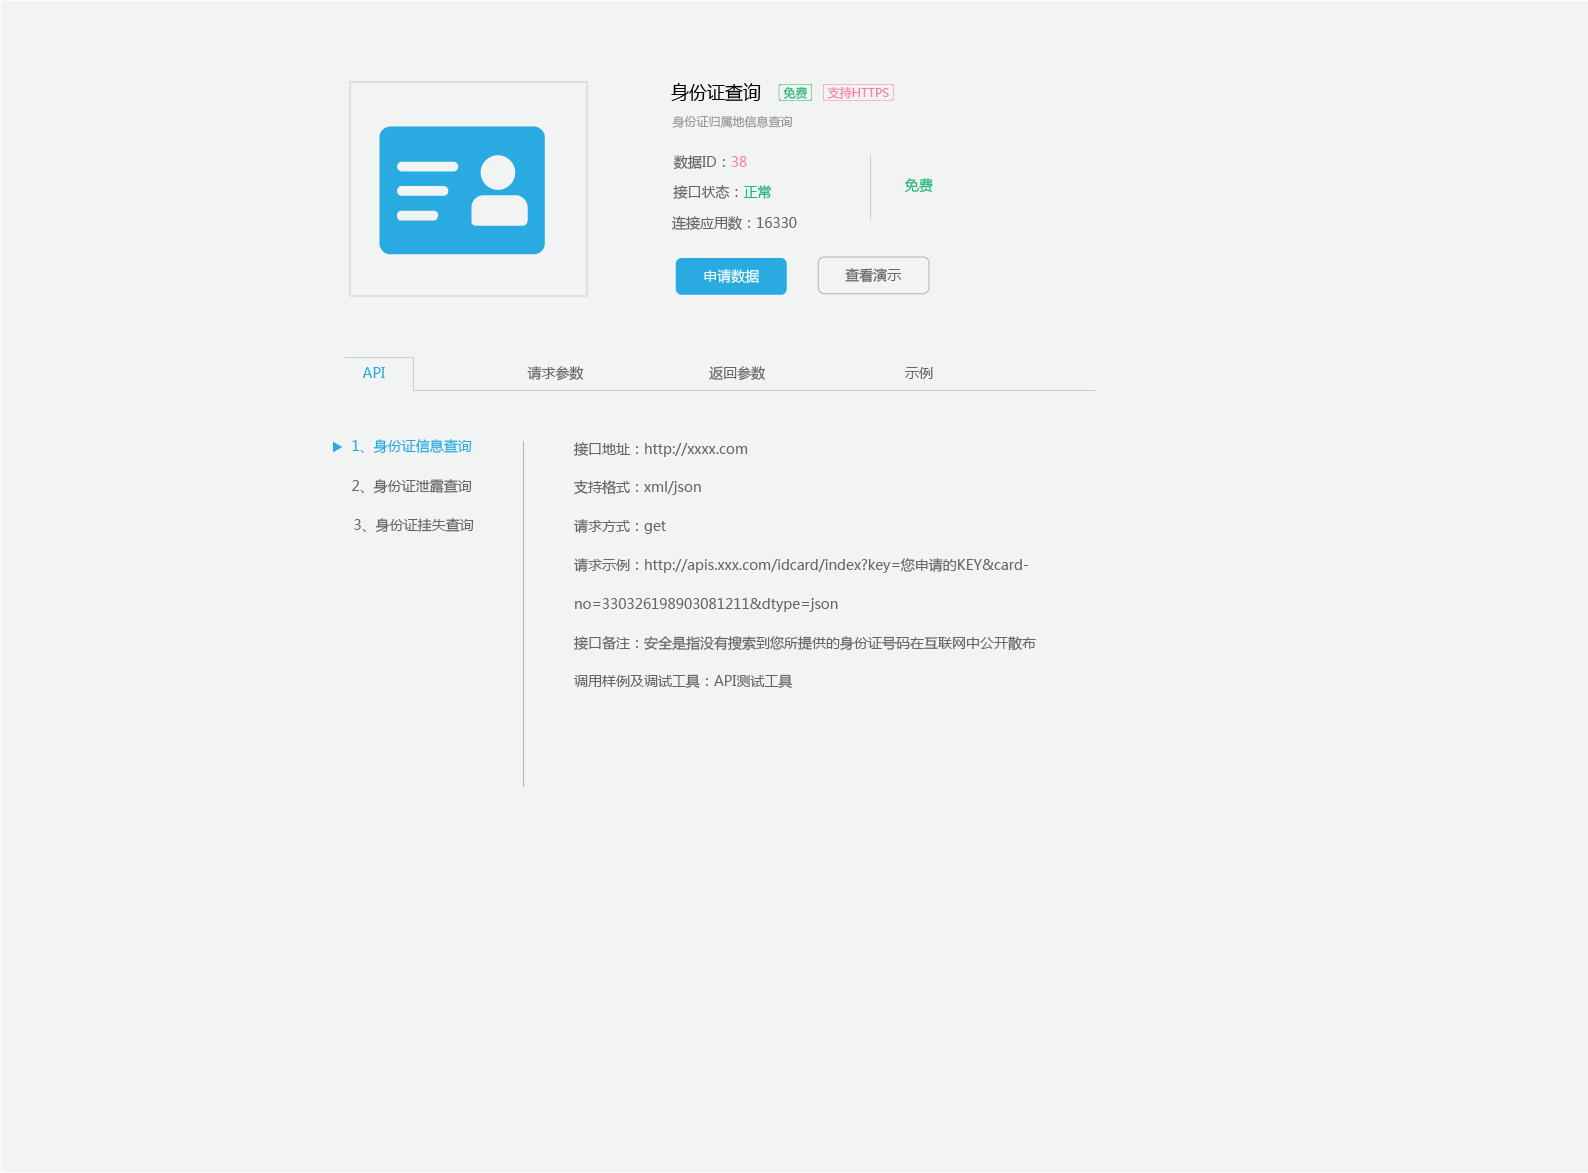 身份证查询 免费 支持HTTPS
身份证归属地信息查询
数据ID：38
接口状态：正常
免费
连接应用数：16330
申请数据 查看演示
API 请求参数 返回参数 示例
1、身份证信息查询
2、身份证泄露查询
3、身份证挂失查询
接口地址：http://xxxx.com
支持格式：xml/json
请求方式：get
请求示例：http://apis.xxx.com/idcard/index?key=您申请的KEY&card-
no=330326198903081211&dtype=json
接口备注：安全是指没有搜索到您所提供的身份证号码在互联网中公开散布
调用样例及调试工具：API测试工具